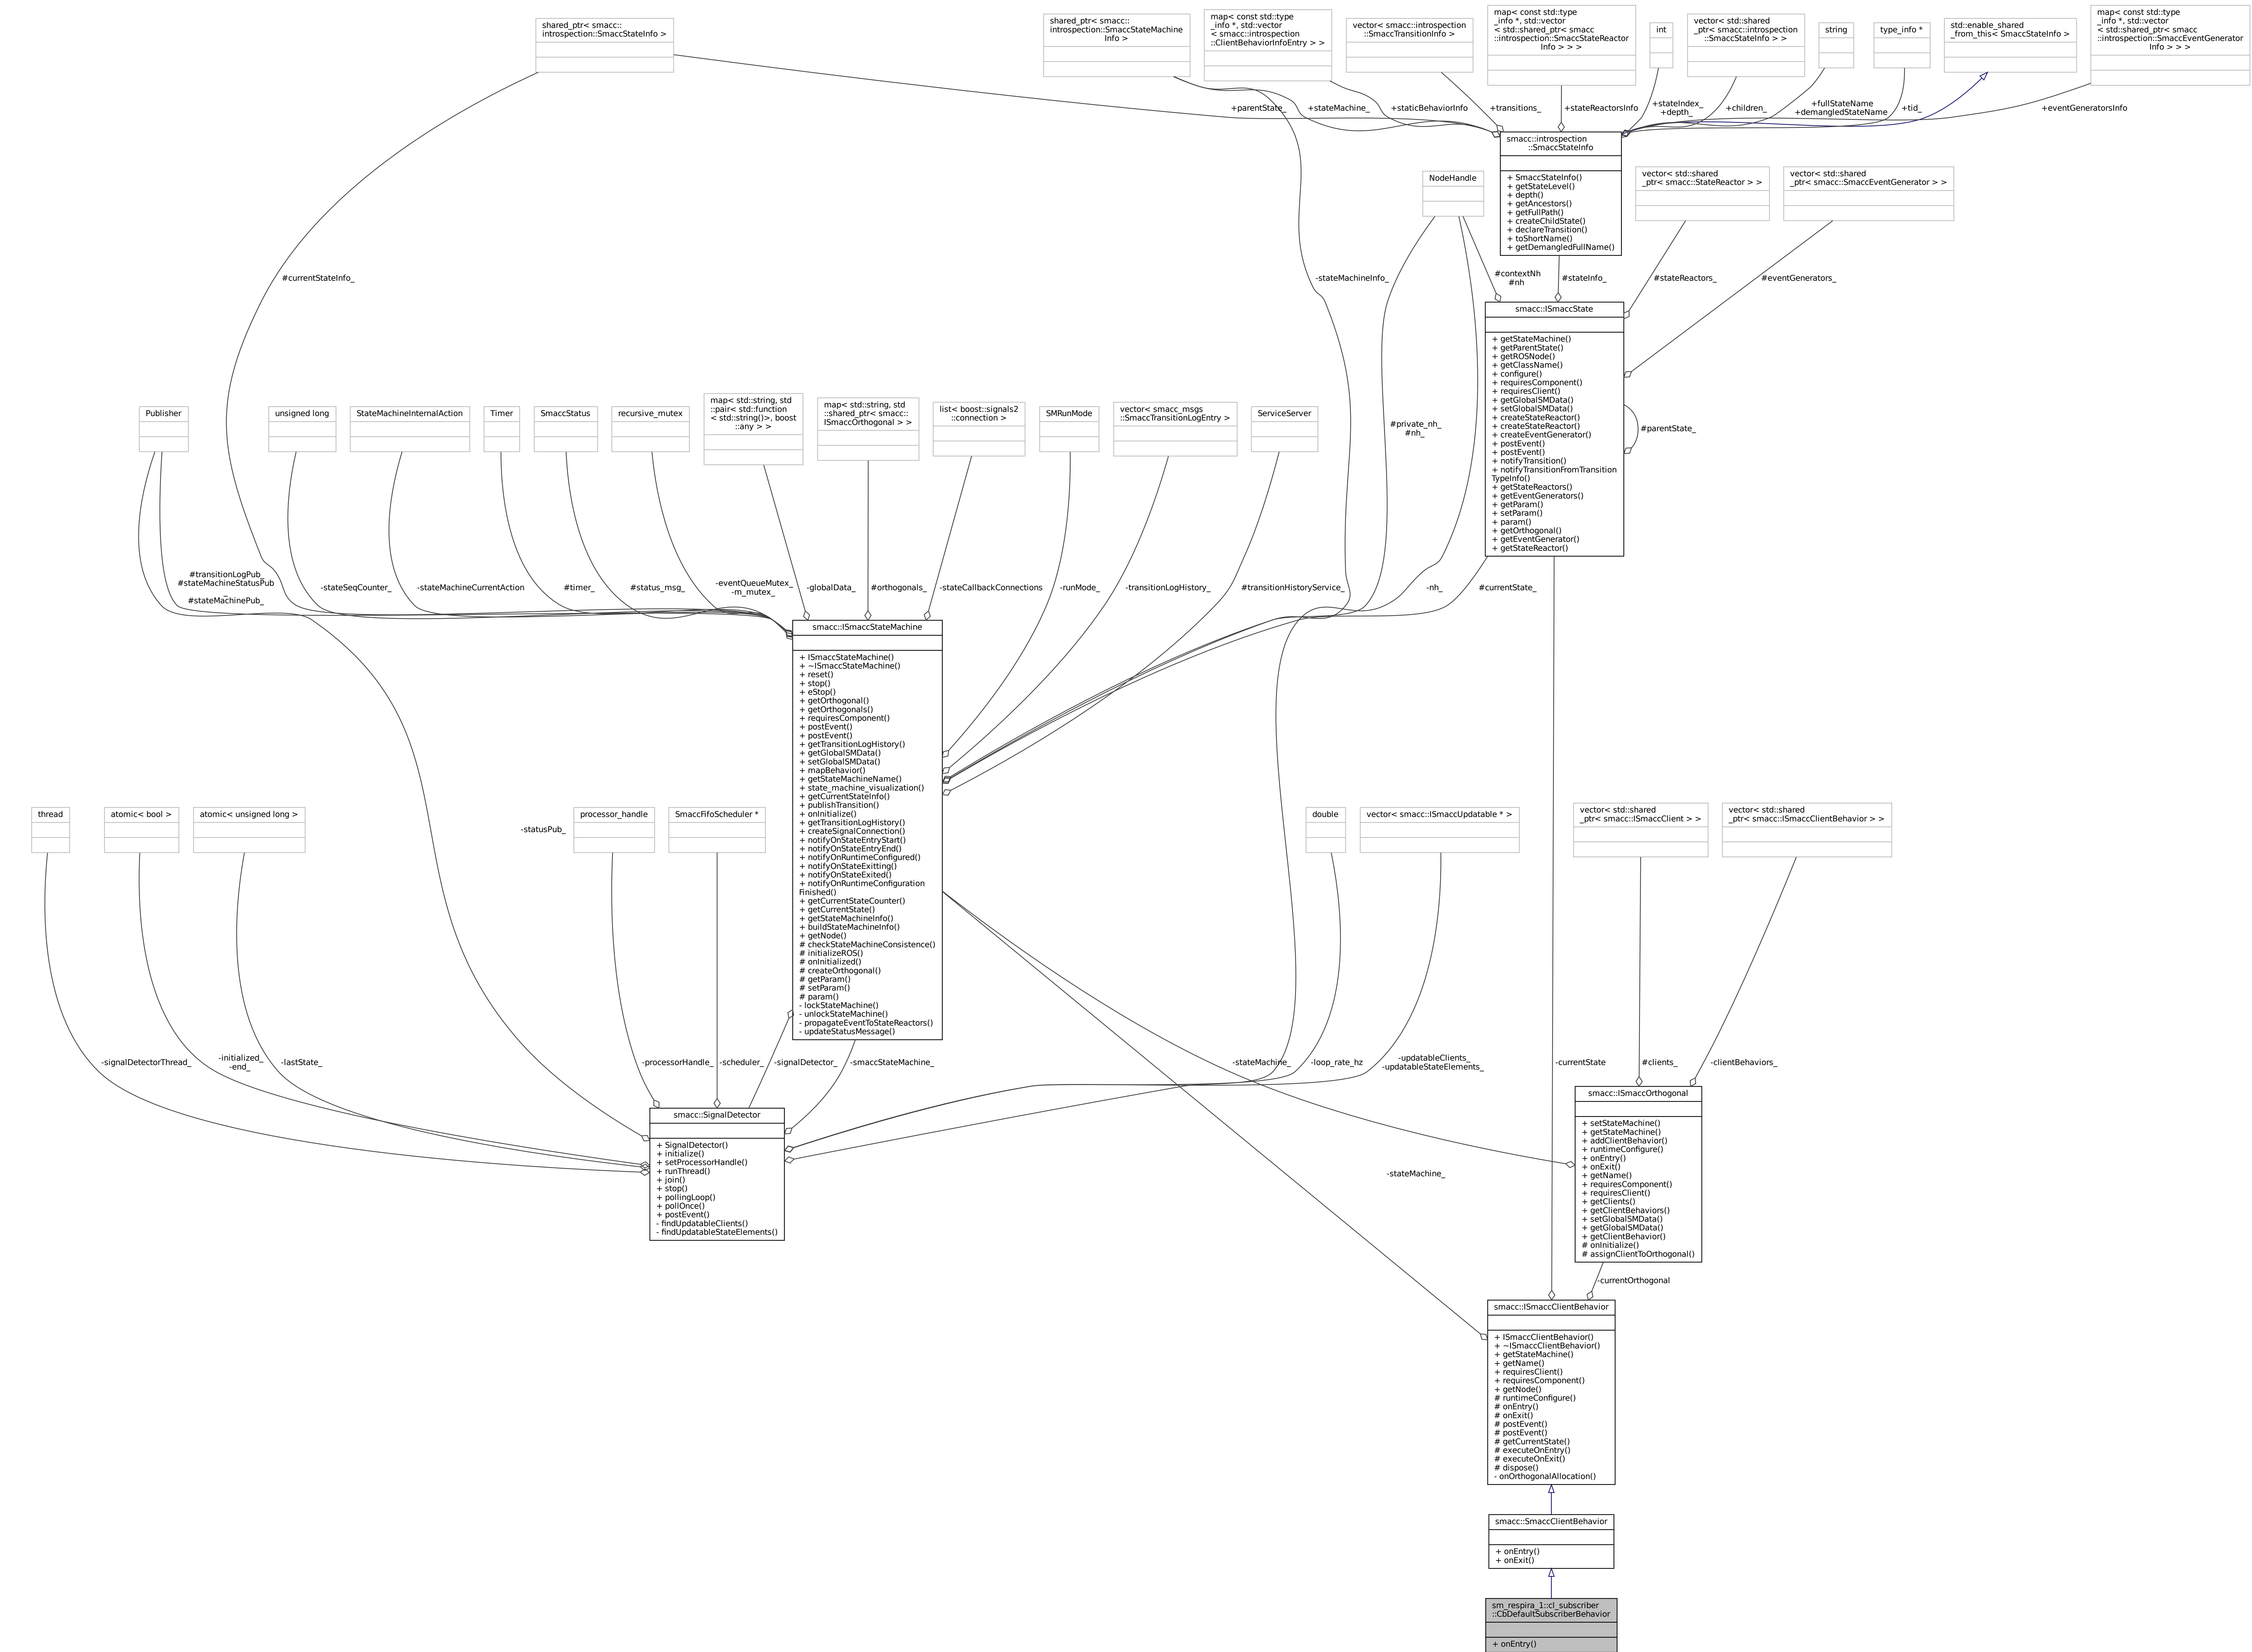 shared_ptr< smacc::
introspection::SmaccStateInfo >
shared_ptr< smacc::
introspection::SmaccStateMachine
Info >
map< const std::type
_info *, std::vector
< smacc::introspection
::ClientBehaviorInfoEntry > >
vector< smacc::introspection
::SmaccTransitionInfo >
map< const std::type
_info *, std::vector
< std::shared_ptr< smacc
::introspection::SmaccStateReactor
Info > > >
int
vector< std::shared
_ptr< smacc::introspection
::SmaccStateInfo > >
string
type_info *
std::enable_shared
_from_this< SmaccStateInfo >
map< const std::type
_info *, std::vector
< std::shared_ptr< smacc
::introspection::SmaccEventGenerator
Info > > >
+parentState_
+stateMachine_
+staticBehaviorInfo
+transitions_
+stateReactorsInfo
+stateIndex_
+depth_
+children_
+fullStateName
+demangledStateName
+tid_
+eventGeneratorsInfo
smacc::introspection
::SmaccStateInfo
+ SmaccStateInfo()
+ getStateLevel()
+ depth()
+ getAncestors()
+ getFullPath()
+ createChildState()
+ declareTransition()
+ toShortName()
+ getDemangledFullName()
NodeHandle
vector< std::shared
_ptr< smacc::StateReactor > >
vector< std::shared
_ptr< smacc::SmaccEventGenerator > >
#currentStateInfo_
-stateMachineInfo_
#contextNh
#nh
#stateInfo_
#stateReactors_
#eventGenerators_
smacc::ISmaccState
+ getStateMachine()
+ getParentState()
+ getROSNode()
+ getClassName()
+ configure()
+ requiresComponent()
+ requiresClient()
+ getGlobalSMData()
+ setGlobalSMData()
+ createStateReactor()
+ createStateReactor()
+ createEventGenerator()
+ postEvent()
+ postEvent()
+ notifyTransition()
+ notifyTransitionFromTransition
TypeInfo()
+ getStateReactors()
+ getEventGenerators()
+ getParam()
+ setParam()
+ param()
+ getOrthogonal()
+ getEventGenerator()
+ getStateReactor()
#parentState_
Publisher
unsigned long
StateMachineInternalAction
Timer
SmaccStatus
recursive_mutex
map< std::string, std
::pair< std::function
< std::string()>, boost
::any > >
map< std::string, std
::shared_ptr< smacc::
ISmaccOrthogonal > >
list< boost::signals2
::connection >
SMRunMode
vector< smacc_msgs
::SmaccTransitionLogEntry >
ServiceServer
#private_nh_
#nh_
#transitionLogPub_
#stateMachineStatusPub
_
#stateMachinePub_
-stateSeqCounter_
-stateMachineCurrentAction
#timer_
#status_msg_
-eventQueueMutex_
-m_mutex_
-globalData_
#orthogonals_
-stateCallbackConnections
-runMode_
-transitionLogHistory_
#transitionHistoryService_
-nh_
#currentState_
smacc::ISmaccStateMachine
+ ISmaccStateMachine()
+ ~ISmaccStateMachine()
+ reset()
+ stop()
+ eStop()
+ getOrthogonal()
+ getOrthogonals()
+ requiresComponent()
+ postEvent()
+ postEvent()
+ getTransitionLogHistory()
+ getGlobalSMData()
+ setGlobalSMData()
+ mapBehavior()
+ getStateMachineName()
+ state_machine_visualization()
+ getCurrentStateInfo()
+ publishTransition()
+ onInitialize()
+ getTransitionLogHistory()
+ createSignalConnection()
+ notifyOnStateEntryStart()
+ notifyOnStateEntryEnd()
+ notifyOnRuntimeConfigured()
+ notifyOnStateExitting()
+ notifyOnStateExited()
+ notifyOnRuntimeConfiguration
Finished()
+ getCurrentStateCounter()
+ getCurrentState()
+ getStateMachineInfo()
+ buildStateMachineInfo()
+ getNode()
# checkStateMachineConsistence()
# initializeROS()
# onInitialized()
# createOrthogonal()
# getParam()
# setParam()
# param()
- lockStateMachine()
- unlockStateMachine()
- propagateEventToStateReactors()
- updateStatusMessage()
thread
atomic< bool >
atomic< unsigned long >
-statusPub_
processor_handle
SmaccFifoScheduler *
double
vector< smacc::ISmaccUpdatable * >
vector< std::shared
_ptr< smacc::ISmaccClient > >
vector< std::shared
_ptr< smacc::ISmaccClientBehavior > >
-signalDetectorThread_
-initialized_
-end_
-lastState_
-processorHandle_
-scheduler_
-signalDetector_
-smaccStateMachine_
-stateMachine_
-loop_rate_hz
-updatableClients_
-updatableStateElements_
-currentState
#clients_
-clientBehaviors_
smacc::SignalDetector
+ SignalDetector()
+ initialize()
+ setProcessorHandle()
+ runThread()
+ join()
+ stop()
+ pollingLoop()
+ pollOnce()
+ postEvent()
- findUpdatableClients()
- findUpdatableStateElements()
smacc::ISmaccOrthogonal
+ setStateMachine()
+ getStateMachine()
+ addClientBehavior()
+ runtimeConfigure()
+ onEntry()
+ onExit()
+ getName()
+ requiresComponent()
+ requiresClient()
+ getClients()
+ getClientBehaviors()
+ setGlobalSMData()
+ getGlobalSMData()
+ getClientBehavior()
# onInitialize()
# assignClientToOrthogonal()
-stateMachine_
-currentOrthogonal
smacc::ISmaccClientBehavior
+ ISmaccClientBehavior()
+ ~ISmaccClientBehavior()
+ getStateMachine()
+ getName()
+ requiresClient()
+ requiresComponent()
+ getNode()
# runtimeConfigure()
# onEntry()
# onExit()
# postEvent()
# postEvent()
# getCurrentState()
# executeOnEntry()
# executeOnExit()
# dispose()
- onOrthogonalAllocation()
smacc::SmaccClientBehavior
+ onEntry()
+ onExit()
sm_respira_1::cl_subscriber
::CbDefaultSubscriberBehavior
+ onEntry()